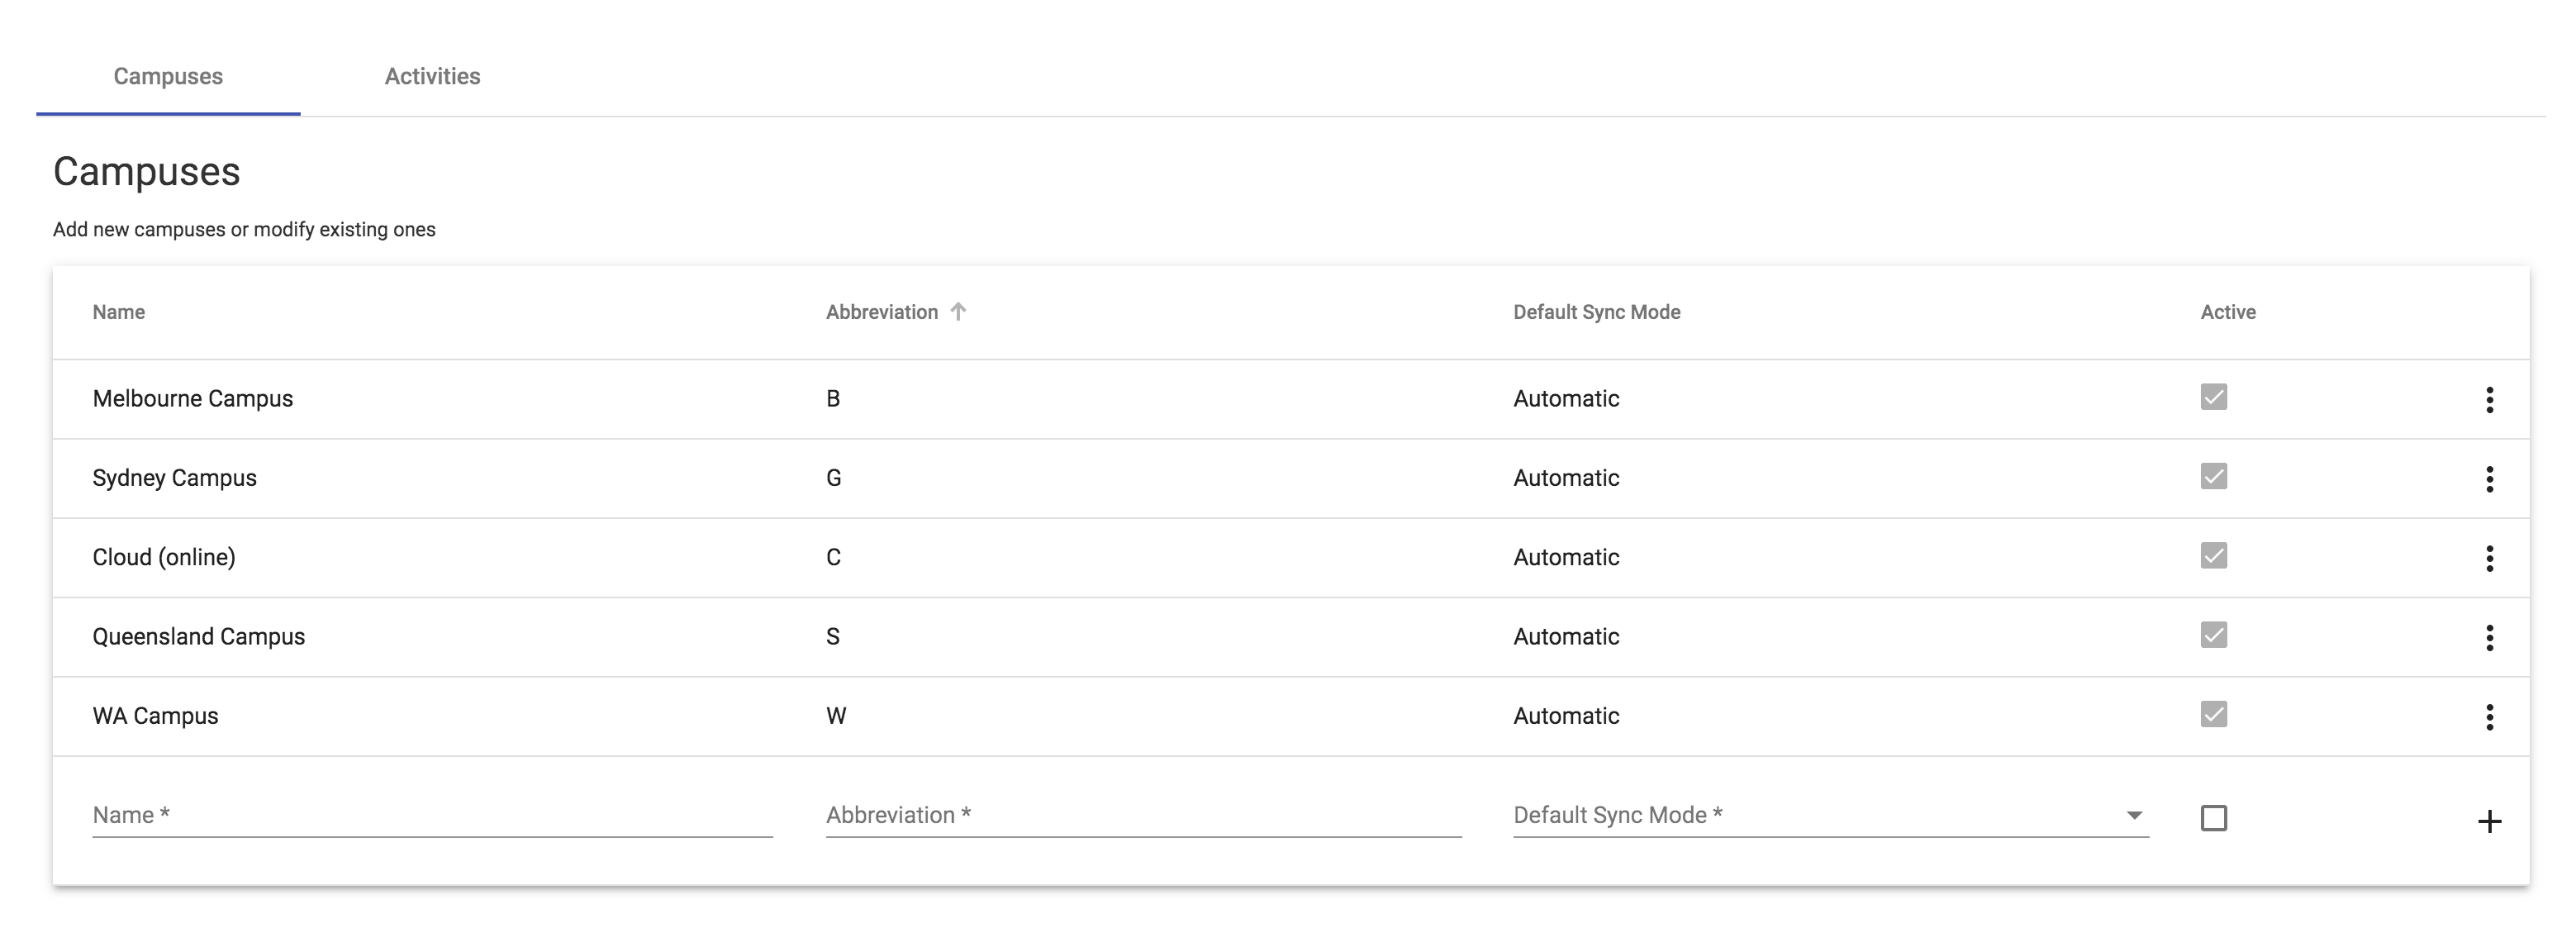 Campuses Activities
Campuses
Add new campuses or modify existing ones
Name Abbreviation Default Sync Mode Active
Melbourne Campus B Automatic
Sydney Campus G Automatic
Cloud (online) C Automatic
Queensland Campus S Automatic
WA Campus W Automatic
Name * Abbreviation * Default Sync Mode *